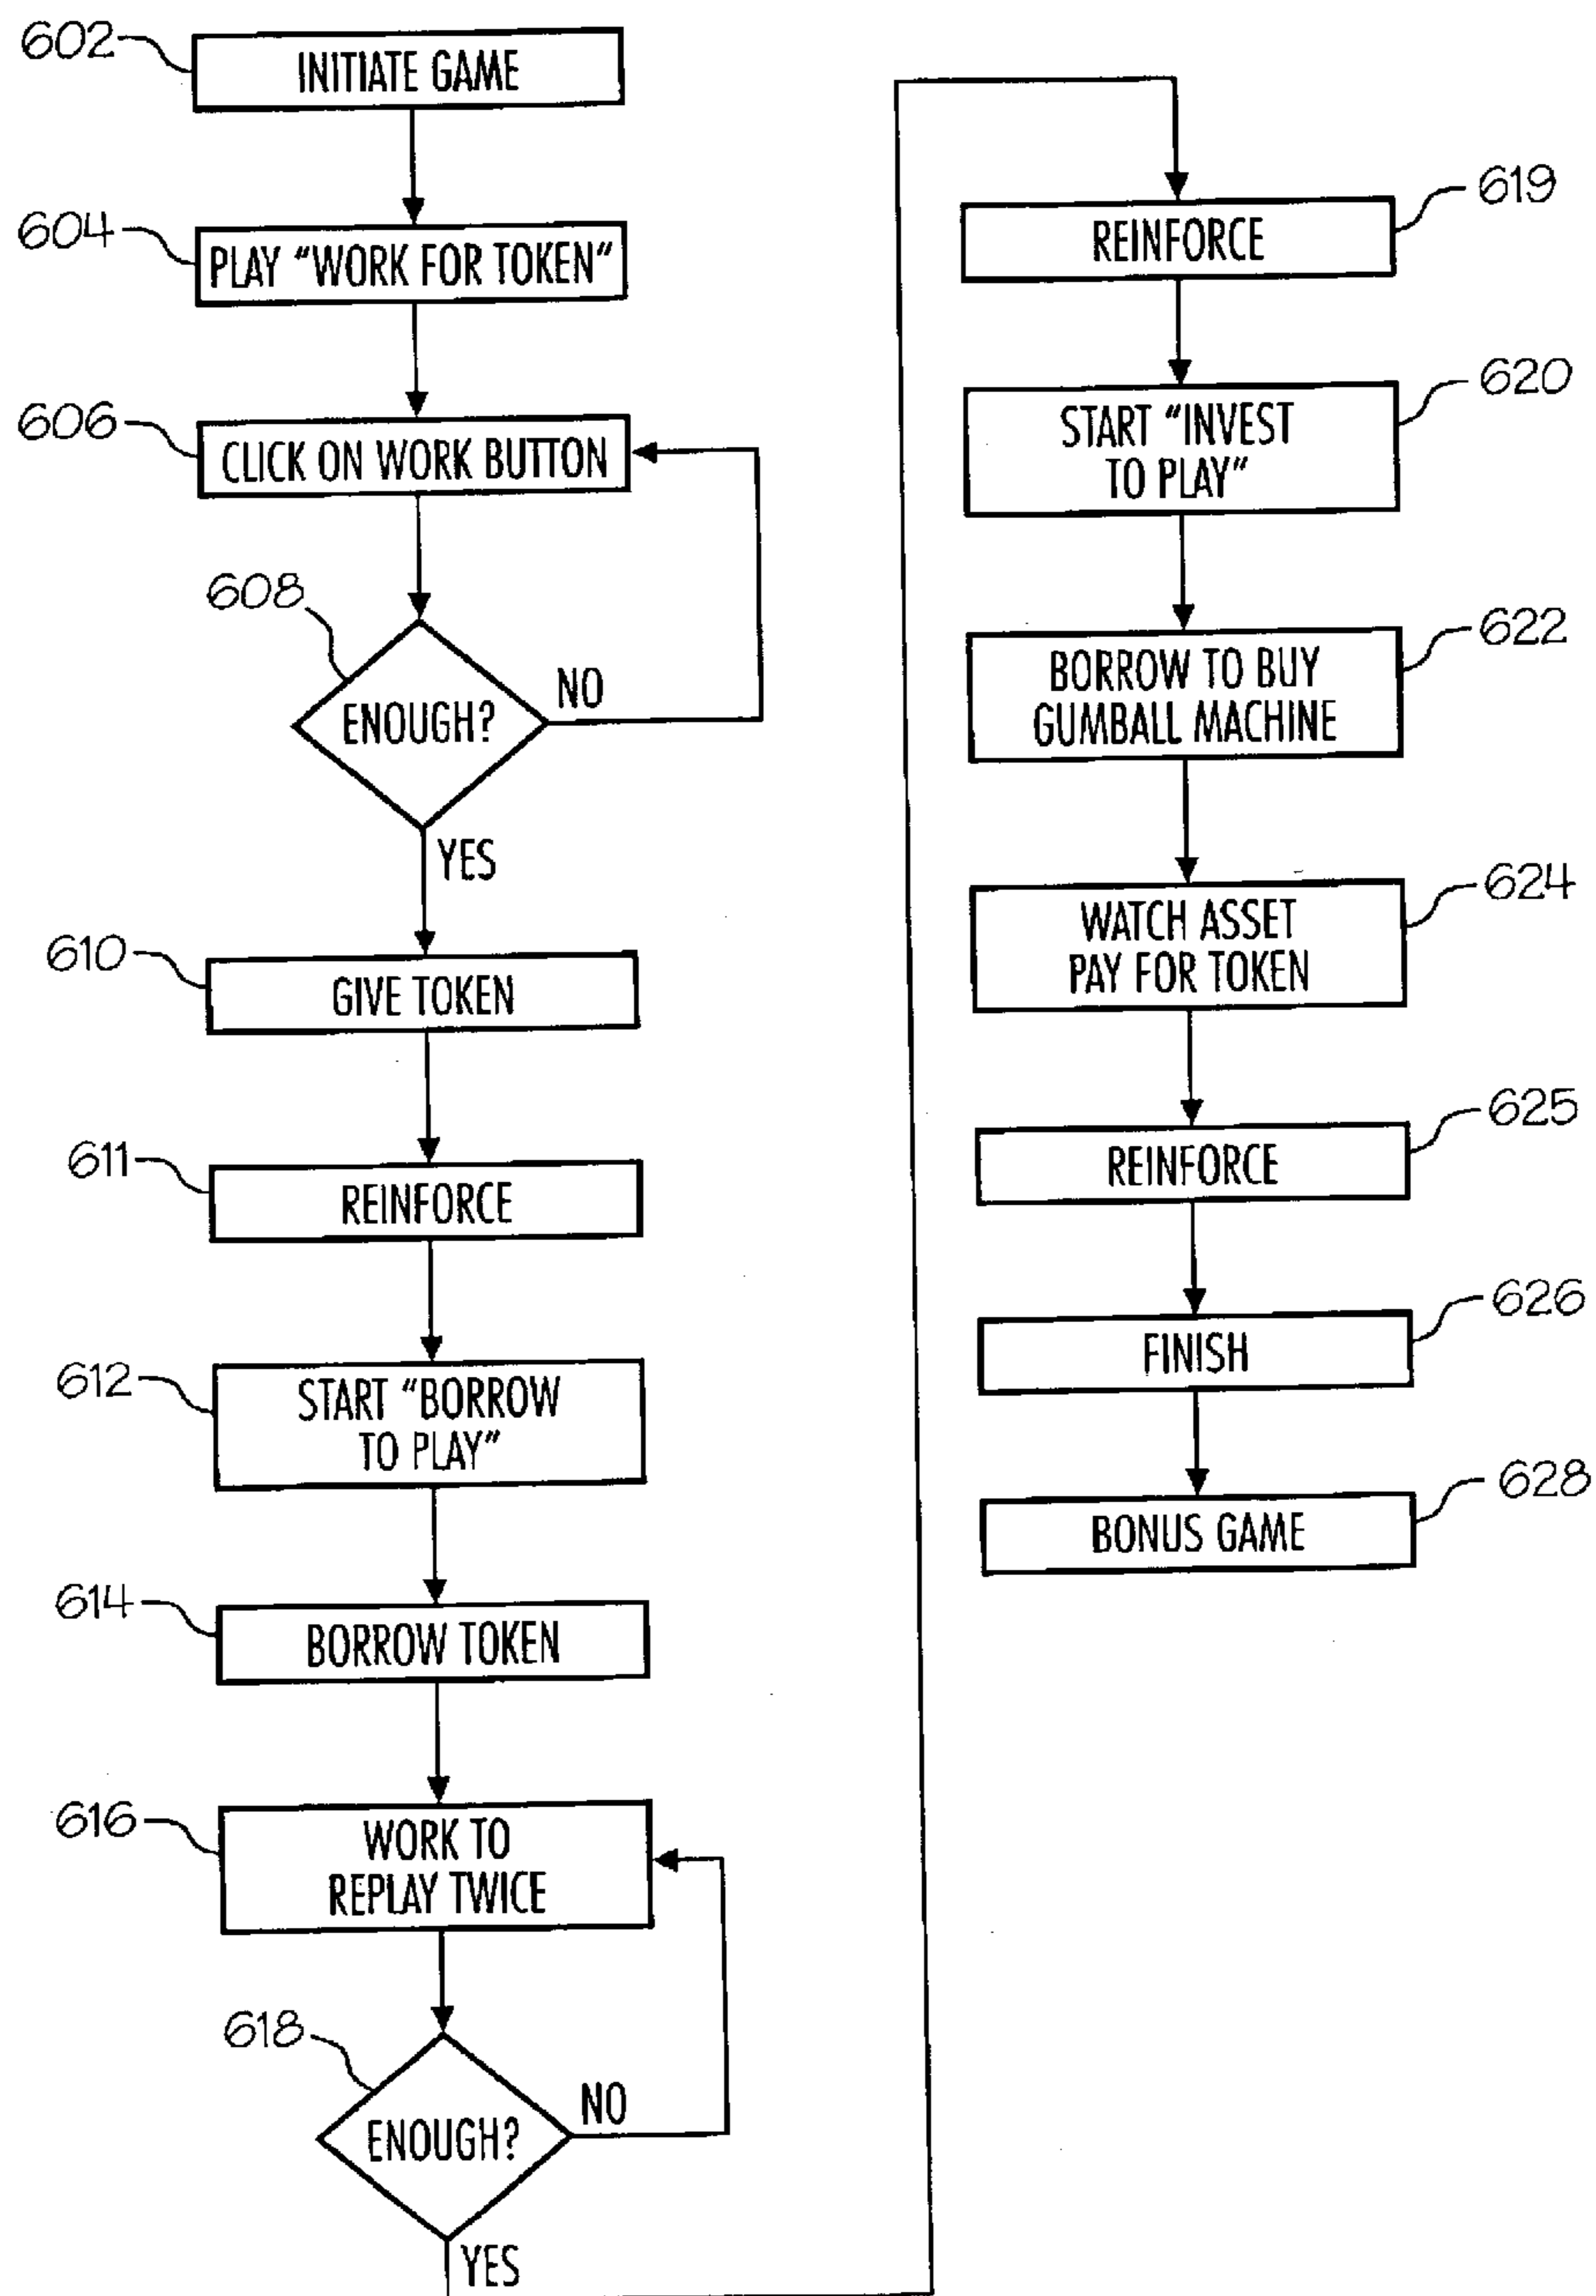 602
INITIATE GAME
604
PLAY "WORK FOR TOKEN"
606
CLICK ON WORK BUTTON
608
ENOUGH?
NO
YES
610
GIVE TOKEN
611
REINFORCE
612
START "BORROW
TO PLAY"
614
BORROW TOKEN
616
WORK TO
REPLAY TWICE
618
ENOUGH?
NO
YES
619
REINFORCE
620
START "INVEST
TO PLAY"
622
BORROW TO BUY
GUMBALL MACHINE
624
WATCH ASSET
PAY FOR TOKEN
625
REINFORCE
626
FINISH
628
BONUS GAME